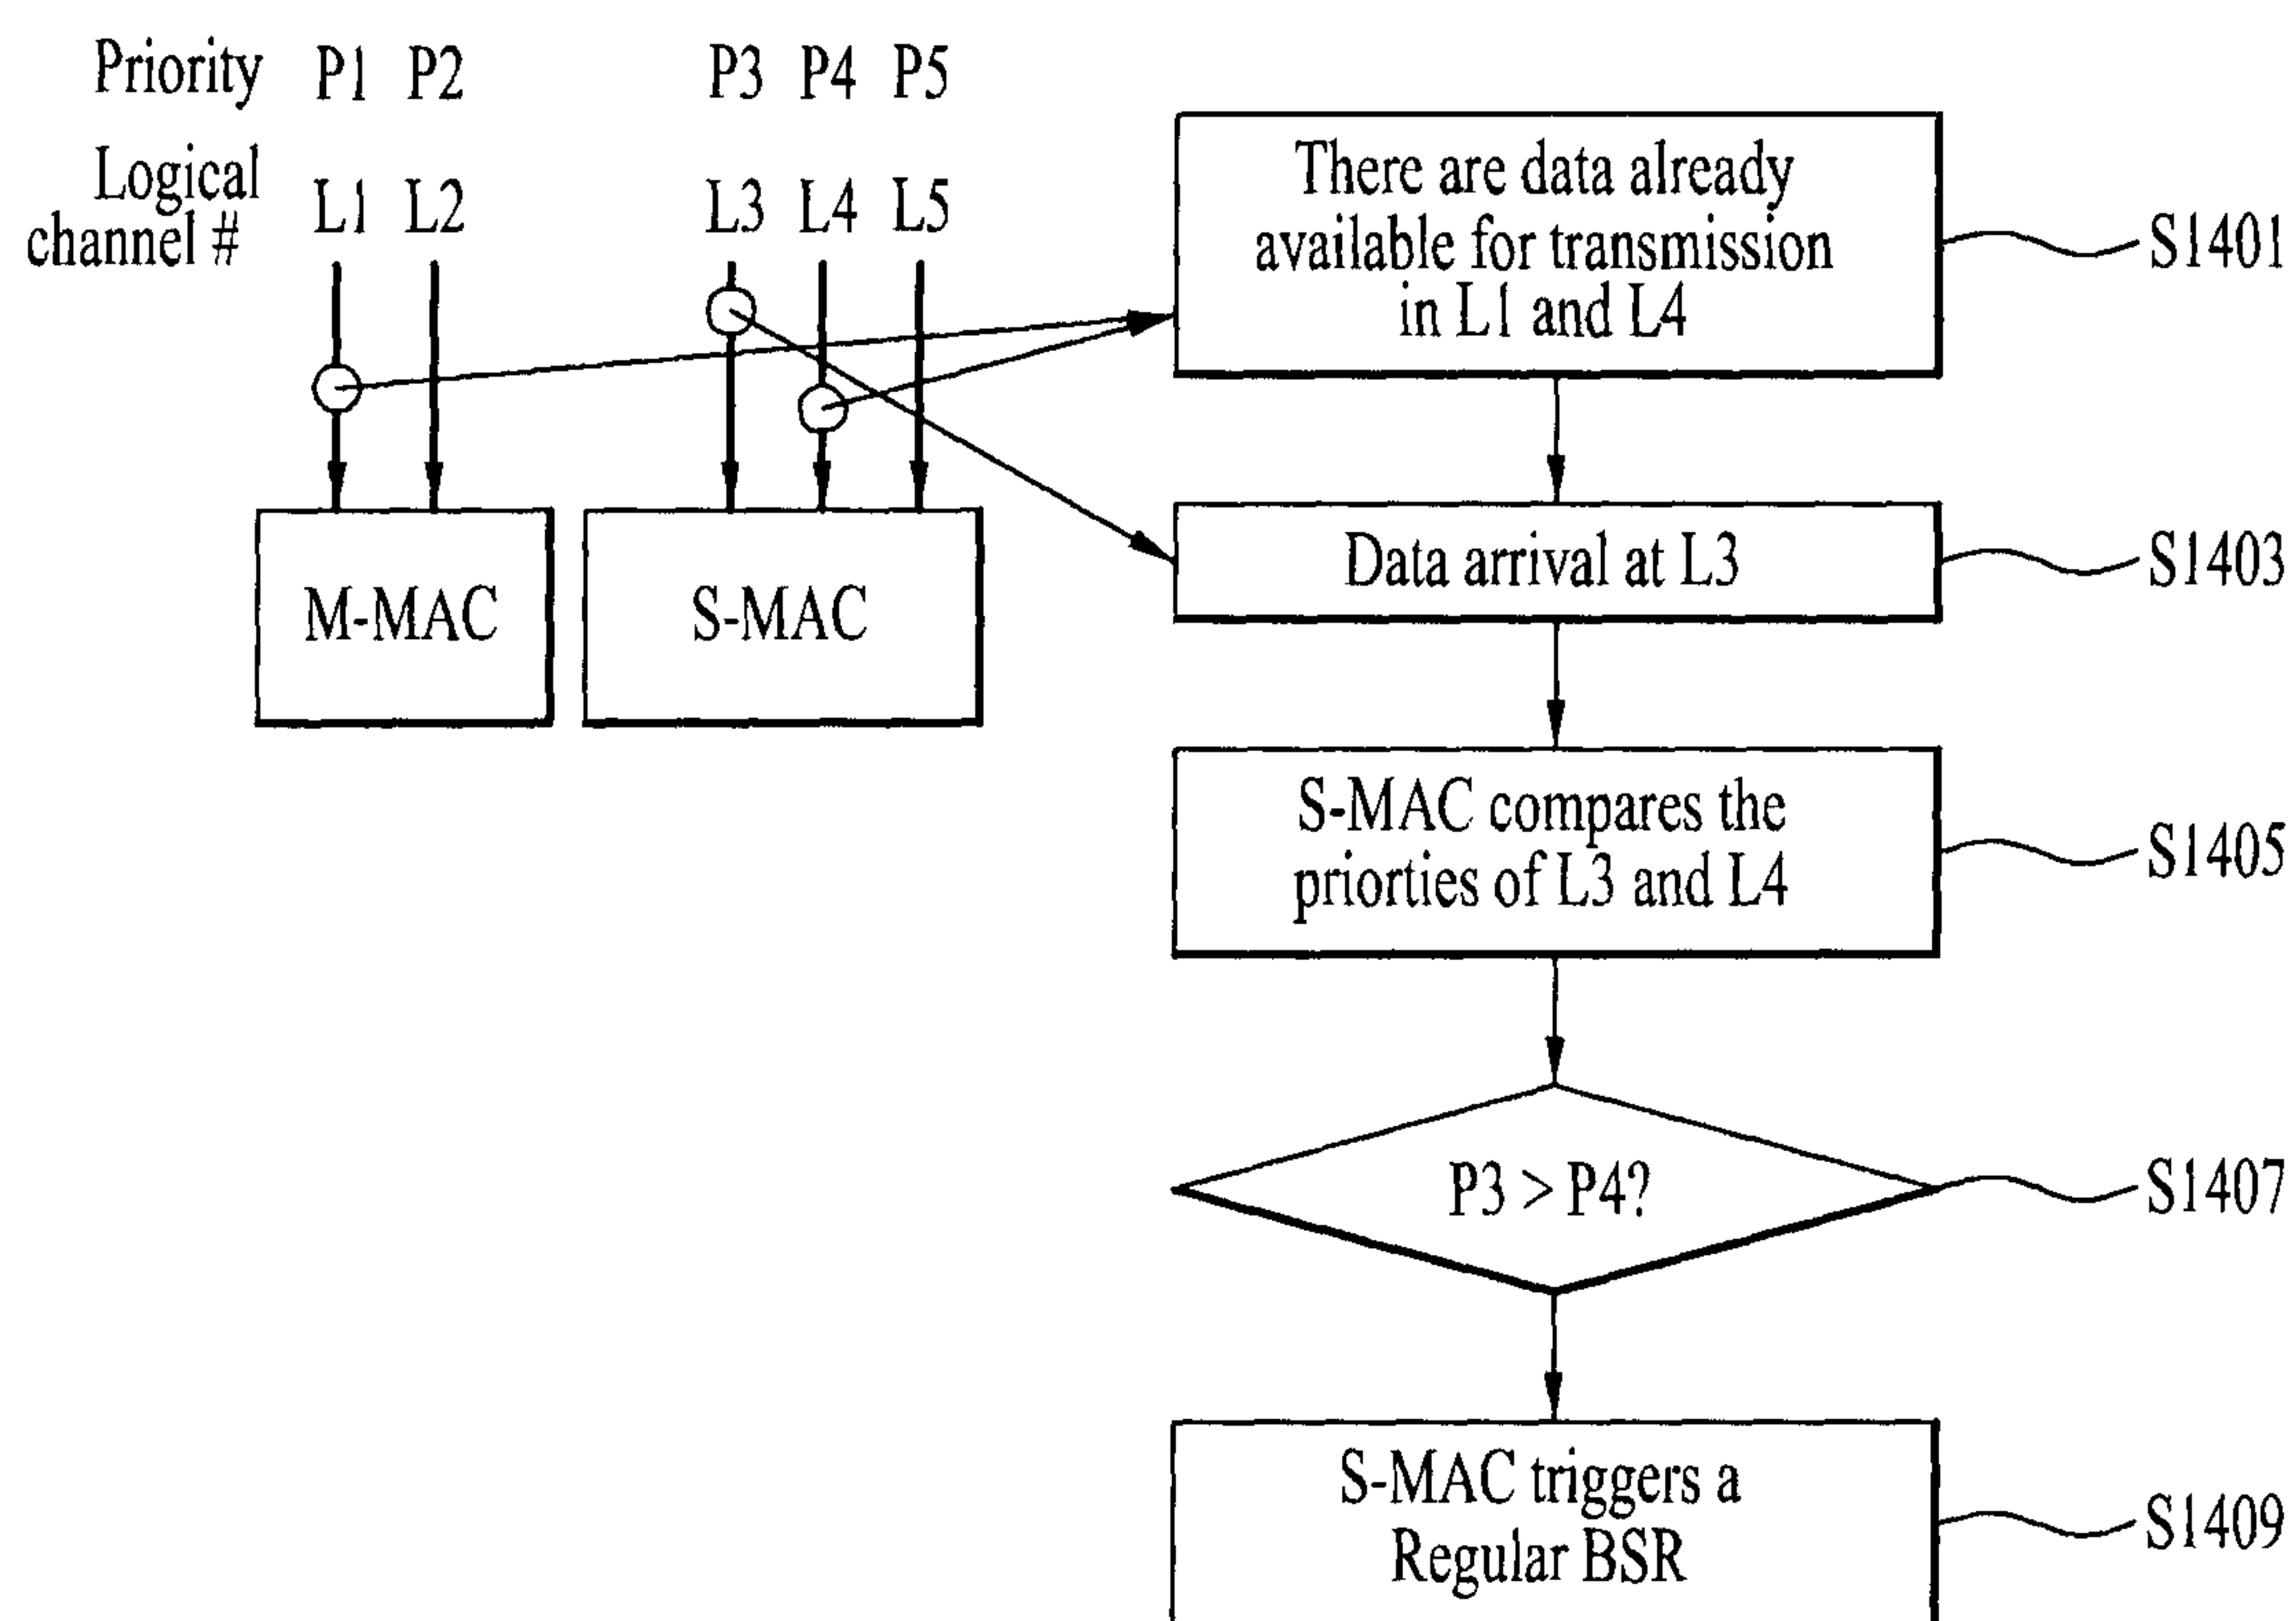 Priority P1 P2 P3 P4 P5
Logical
channel # L1 L2 L3 L4 L5
M-MAC
S-MAC
There are data already
available for transmission
in L1 and L4
S1401
Data arrival at L3
S1403
S-MAC compares the
priorties of L3 and L4
S1405
P3 > P4?
S1407
S-MAC triggers a
Regular BSR
S1409